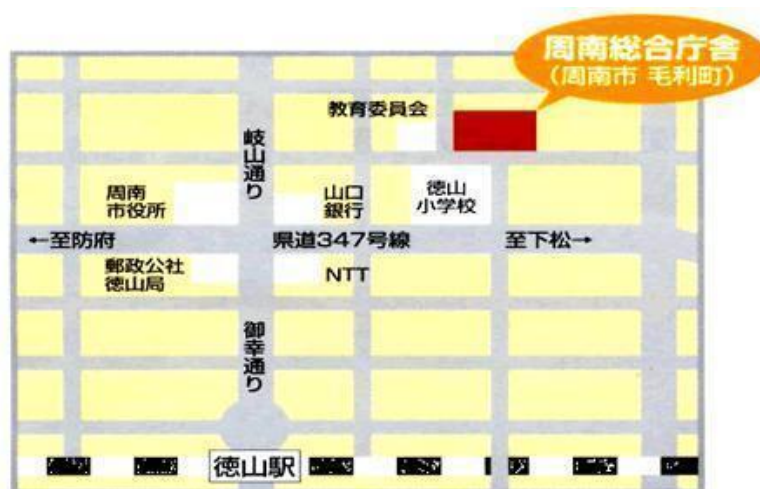 周南総合庁舎
(周南市 毛利町)
教育委員会
岐山通り
周南
市役所
山口
銀行
徳山
小学校
←至防府
県道347号線
至下松→
郵政公社
徳山局
NTT
御幸通り
徳山駅